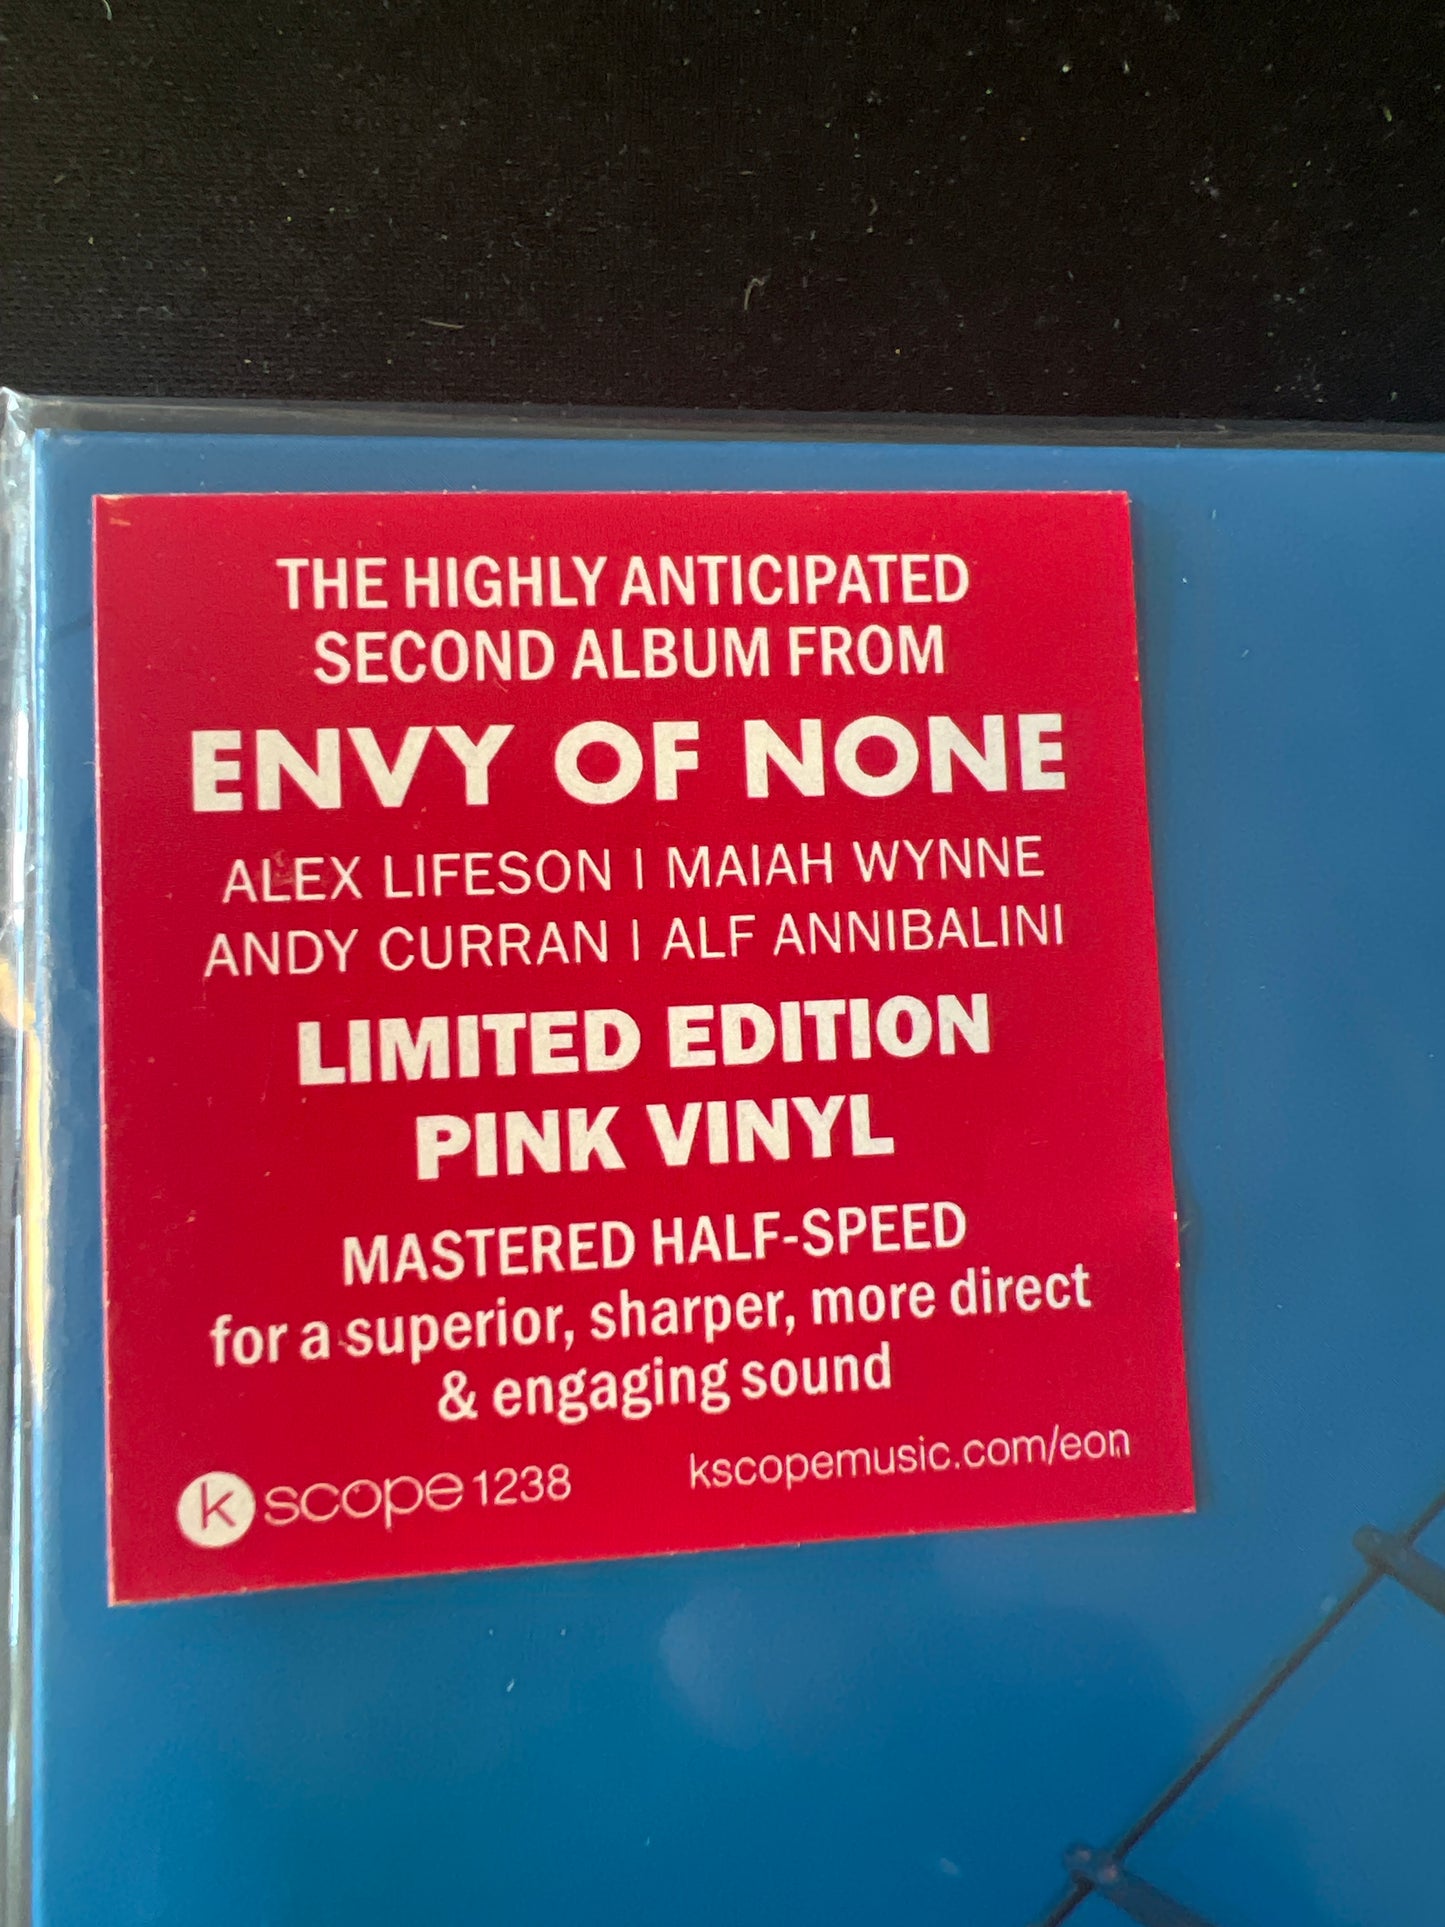 THE HIGHLY ANTICIPATED
SECOND ALBUM FROM
ENVY OF NONE
ALEX LIFESON | MAIAH WYNNE
ANDY CURRAN | ALF ANNIBALINI
LIMITED EDITION
PINK VINYL
MASTERED HALF-SPEED
for a superior, sharper, more direct
& engaging sound
kscope 1238 kscopemusic.com/eon